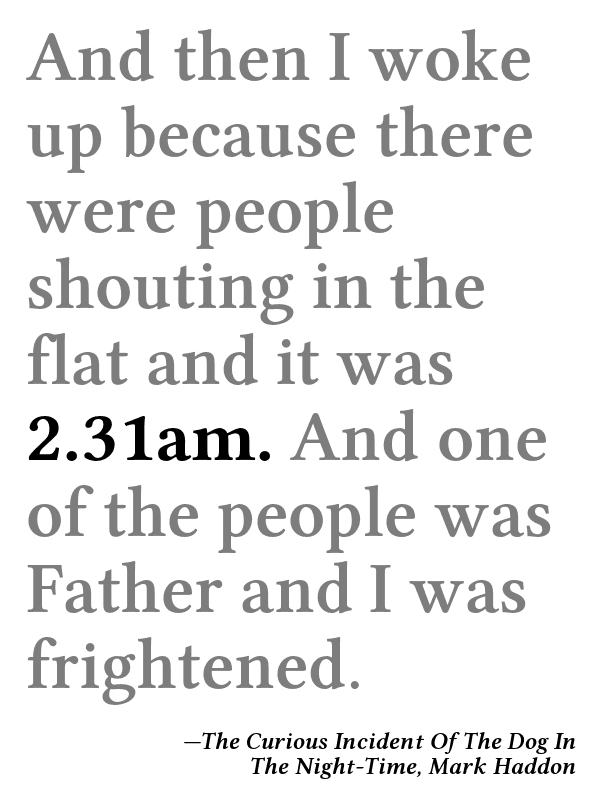 And then I woke
up because there
were people
shouting in the
flat and it was
2.31am. And one
of the people was
Father and I was
frightened.
—The Curious Incident Of The Dog In
The Night-Time, Mark Haddon